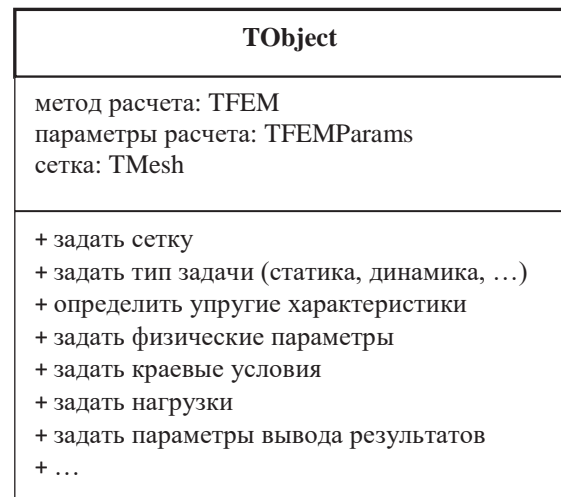 TObject
метод расчета: TFEM
параметры расчета: TFEMParams
сетка: TMesh
+ задать сетку
+ задать тип задачи (статика, динамика, …)
+ определить упругие характеристики
+ задать физические параметры
+ задать краевые условия
+ задать нагрузки
+ задать параметры вывода результатов
+ …